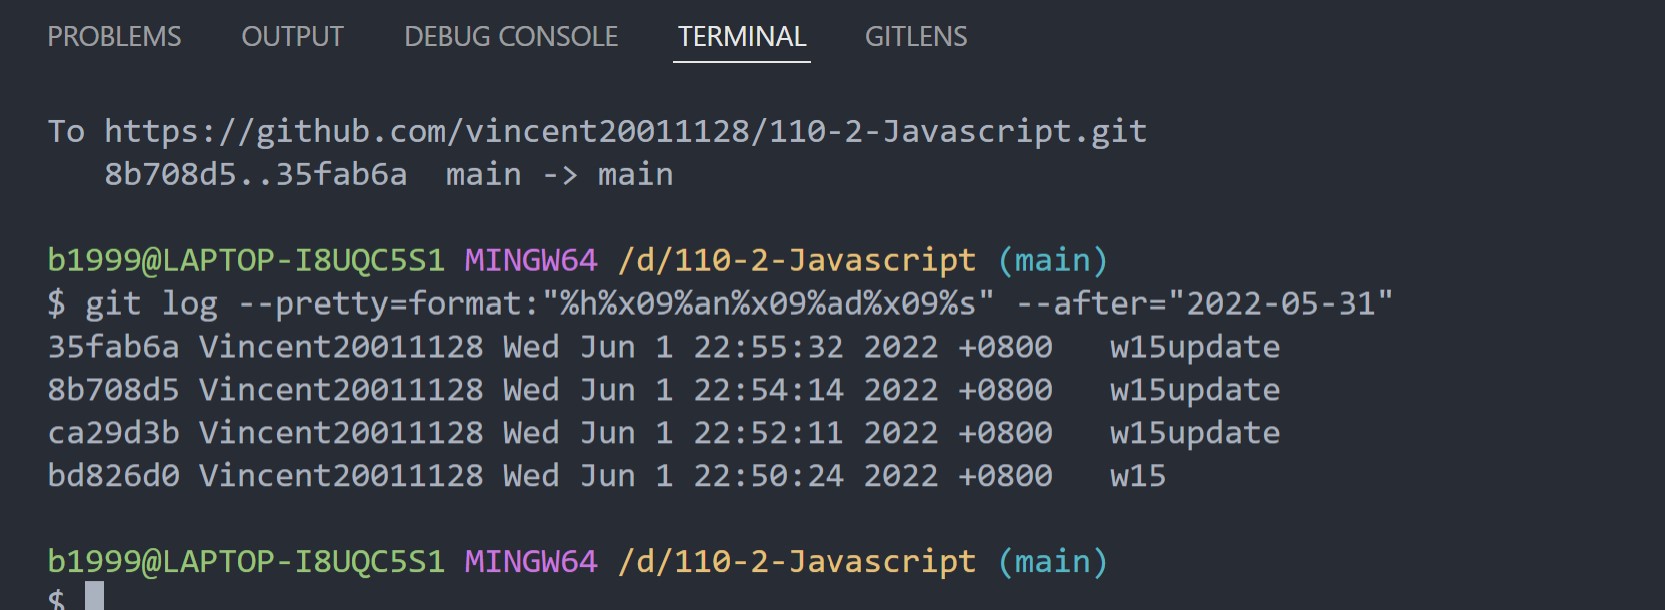 PROBLEMS OUTPUT DEBUG CONSOLE TERMINAL GITLENS
To https://github.com/vincent20011128/110-2-Javascript.git
8b708d5..35fab6a main -> main
b1999@LAPTOP-I8UQC5S1 MINGW64 /d/110-2-Javascript (main)
$ git log --pretty=format:"%h%x09%an%x09%ad%x09%s" --after="2022-05-31"
35fab6a Vincent20011128 Wed Jun 1 22:55:32 2022 +0800 w15update
8b708d5 Vincent20011128 Wed Jun 1 22:54:14 2022 +0800 w15update
ca29d3b Vincent20011128 Wed Jun 1 22:52:11 2022 +0800 w15update
bd826d0 Vincent20011128 Wed Jun 1 22:50:24 2022 +0800 w15
b1999@LAPTOP-I8UQC5S1 MINGW64 /d/110-2-Javascript (main)
$